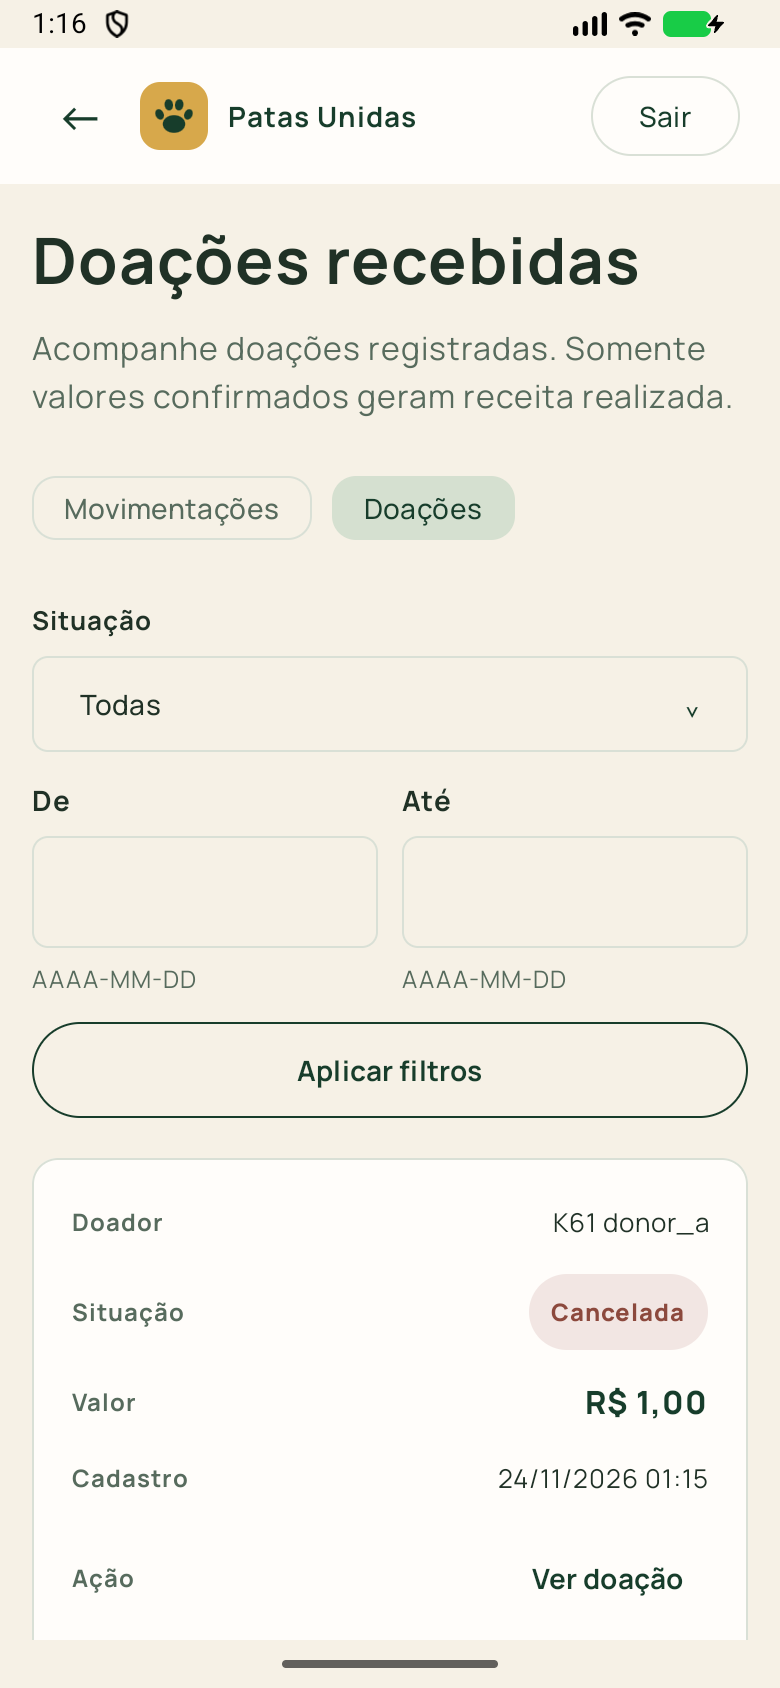 1:16
Patas Unidas
Sair
Doações recebidas
Acompanhe doações registradas. Somente
valores confirmados geram receita realizada.
Movimentações
Doações
Situação
Todas
De
Até
AAAA-MM-DD
AAAA-MM-DD
Aplicar filtros
Doador
K61 donor_a
Situação
Cancelada
Valor
R$ 1,00
Cadastro
24/11/2026 01:15
Ação
Ver doação